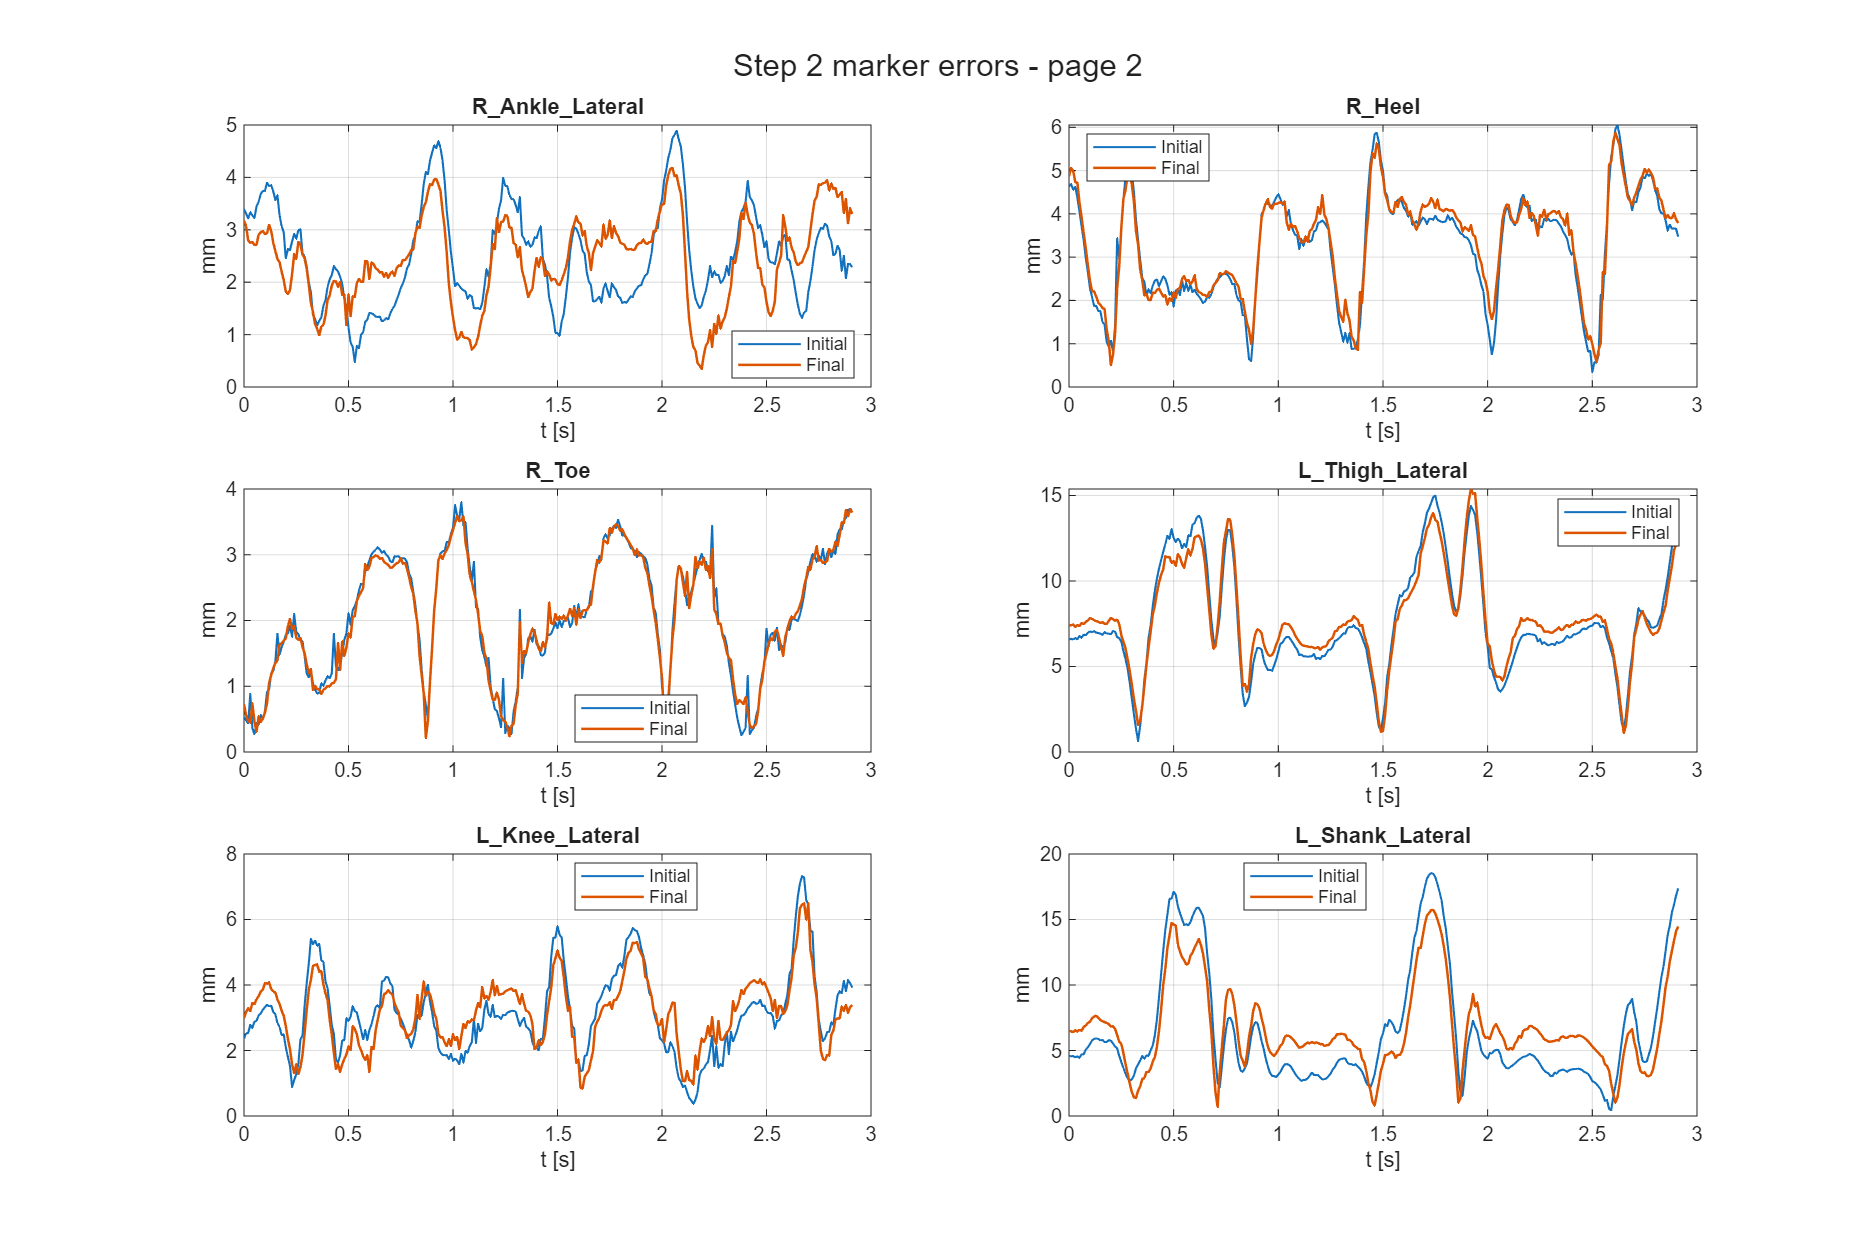 Step 2 marker errors - page 2
R_Ankle_Lateral
5
4
3
2
1
0
mm
Initial
Final
0 0.5 1 1.5 2 2.5 3
t [s]
R_Heel
6
5
4
3
2
1
0
mm
Initial
Final
0 0.5 1 1.5 2 2.5 3
t [s]
R_Toe
4
3
2
1
0
mm
Initial
Final
0 0.5 1 1.5 2 2.5 3
t [s]
L_Thigh_Lateral
15
10
5
0
mm
Initial
Final
0 0.5 1 1.5 2 2.5 3
t [s]
L_Knee_Lateral
8
6
4
2
0
mm
Initial
Final
0 0.5 1 1.5 2 2.5 3
t [s]
L_Shank_Lateral
20
15
10
5
0
mm
Initial
Final
0 0.5 1 1.5 2 2.5 3
t [s]